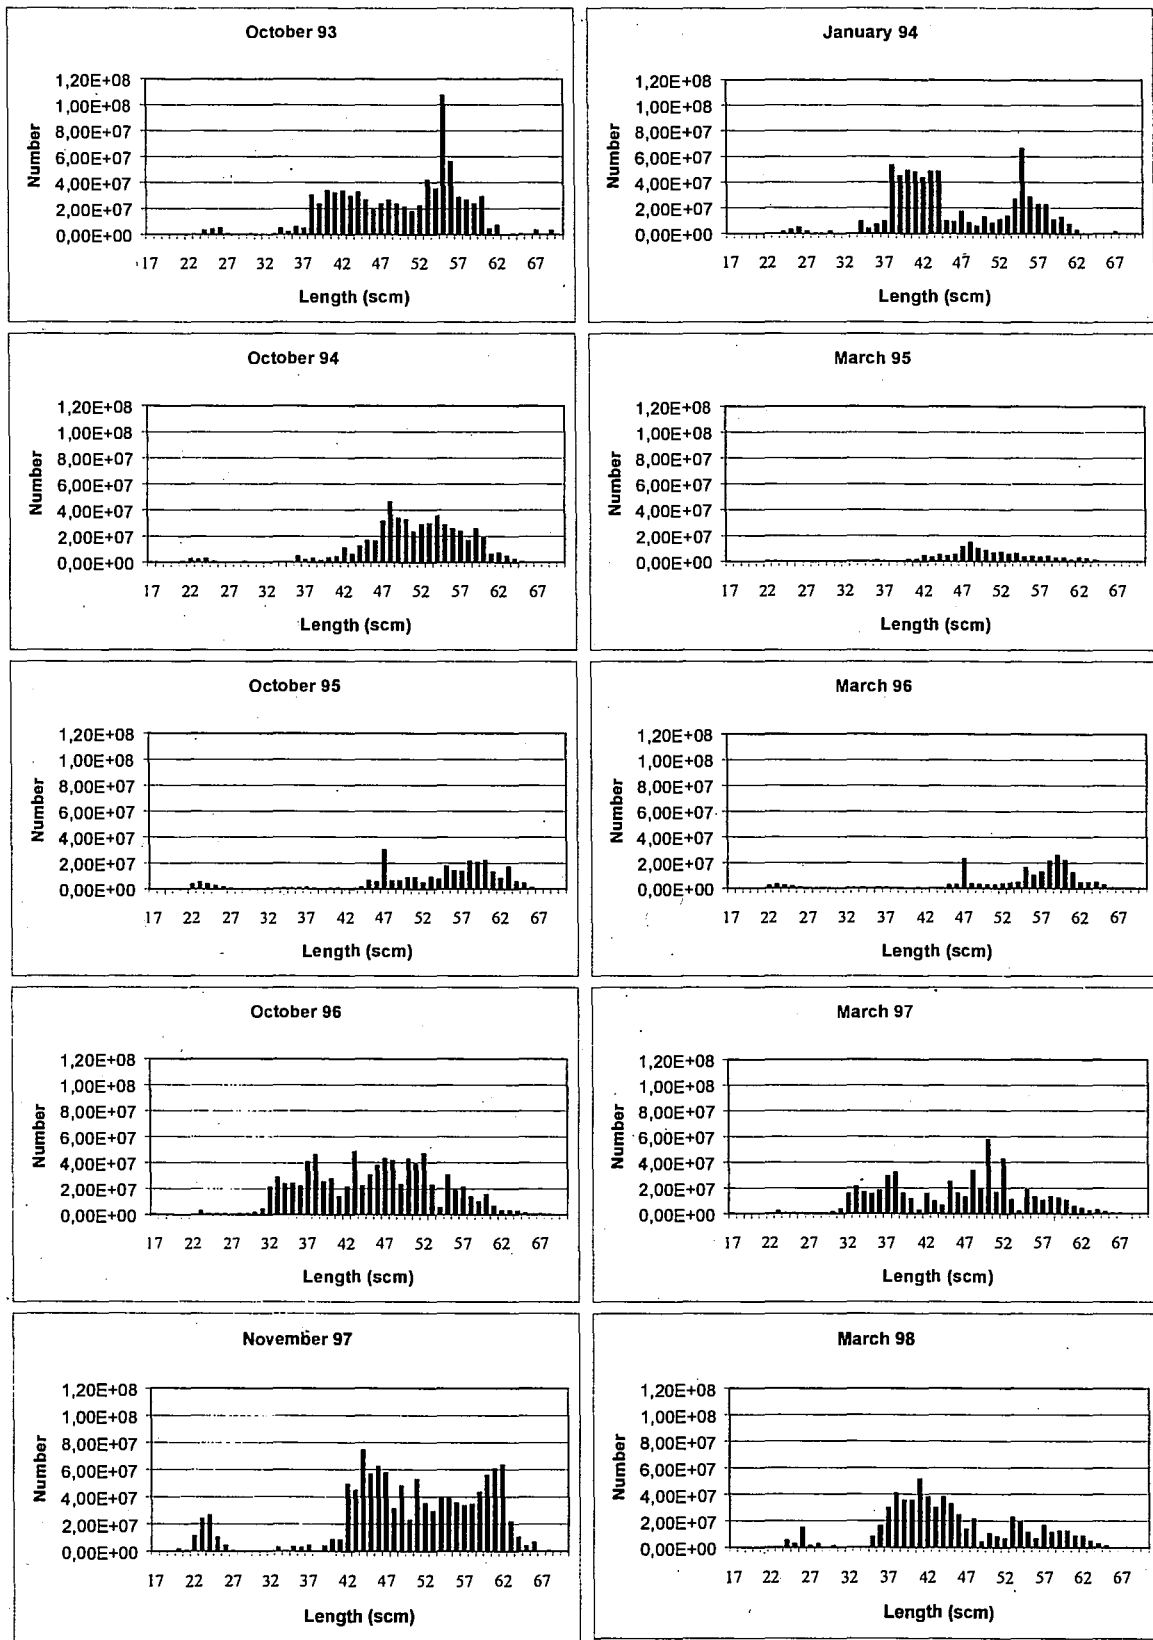 October 93
1,20E+08
1,00E+08
8,00E+07
6,00E+07
4,00E+07
2,00E+07
0,00E+00
Number
17 22 27 32 37 42 47 52 57 62 67
Length (scm)
January 94
1,20E+08
1,00E+08
8,00E+07
6,00E+07
4,00E+07
2,00E+07
0,00E+00
Number
17 22 27 32 37 42 47 52 57 62 67
Length (scm)
October 94
1,20E+08
1,00E+08
8,00E+07
6,00E+07
4,00E+07
2,00E+07
0,00E+00
Number
17 22 27 32 37 42 47 52 57 62 67
Length (scm)
March 95
1,20E+08
1,00E+08
8,00E+07
6,00E+07
4,00E+07
2,00E+07
0,00E+00
Number
17 22 27 32 37 42 47 52 57 62 67
Length (scm)
October 95
1,20E+08
1,00E+08
8,00E+07
6,00E+07
4,00E+07
2,00E+07
0,00E+00
Number
17 22 27 32 37 42 47 52 57 62 67
Length (scm)
March 96
1,20E+08
1,00E+08
8,00E+07
6,00E+07
4,00E+07
2,00E+07
0,00E+00
Number
17 22 27 32 37 42 47 52 57 62 67
Length (scm)
October 96
1,20E+08
1,00E+08
8,00E+07
6,00E+07
4,00E+07
2,00E+07
0,00E+00
Number
17 22 27 32 37 42 47 52 57 62 67
Length (scm)
March 97
1,20E+08
1,00E+08
8,00E+07
6,00E+07
4,00E+07
2,00E+07
0,00E+00
Number
17 22 27 32 37 42 47 52 57 62 67
Length (scm)
November 97
1,20E+08
1,00E+08
8,00E+07
6,00E+07
4,00E+07
2,00E+07
0,00E+00
Number
17 22 27 32 37 42 47 52 57 62 67
Length (scm)
March 98
1,20E+08
1,00E+08
8,00E+07
6,00E+07
4,00E+07
2,00E+07
0,00E+00
Number
17 22 27 32 37 42 47 52 57 62 67
Length (scm)